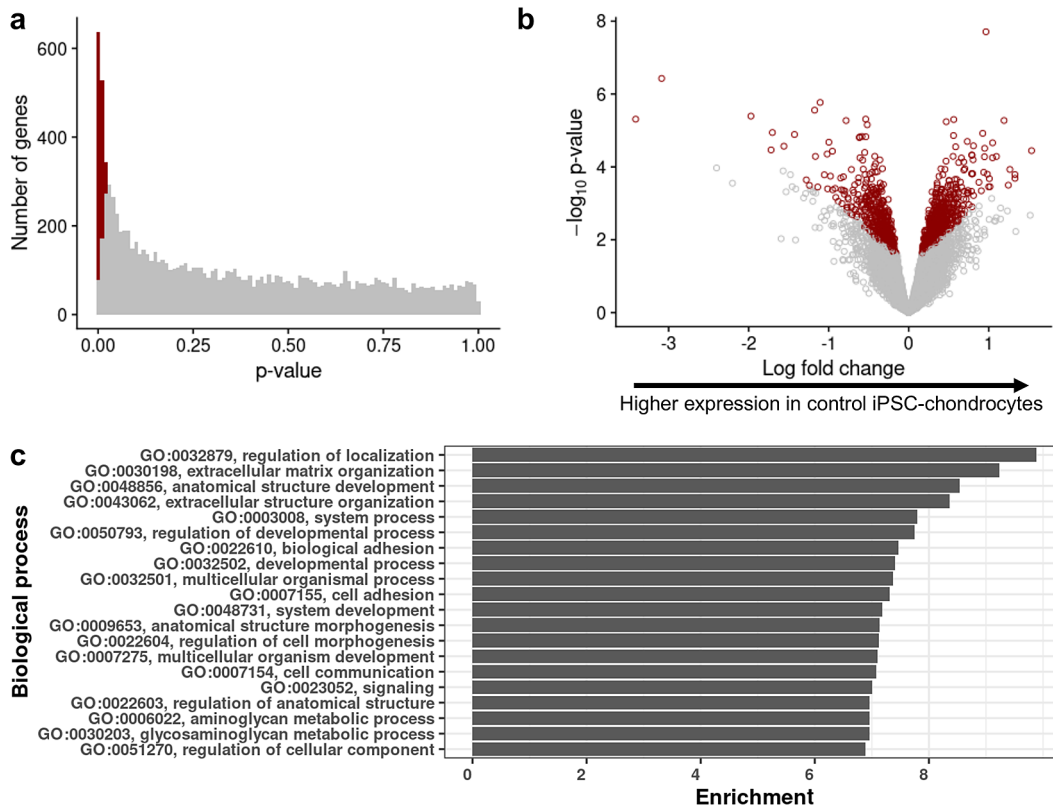 a
Number of genes
600
400
200
0
0.00
0.25
0.50
0.75
1.00
p-value
b
−log10 p-value
8
6
4
2
0
-3
-2
-1
0
1
Log fold change
Higher expression in control iPSC-chondrocytes
c
Biological process
GO:0032879, regulation of localization
GO:0030198, extracellular matrix organization
GO:0048856, anatomical structure development
GO:0043062, extracellular structure organization
GO:0003008, system process
GO:0050793, regulation of developmental process
GO:0022610, biological adhesion
GO:0032502, developmental process
GO:0032501, multicellular organismal process
GO:0007155, cell adhesion
GO:0048731, system development
GO:0009653, anatomical structure morphogenesis
GO:0022604, regulation of cell morphogenesis
GO:0007275, multicellular organism development
GO:0007154, cell communication
GO:0023052, signaling
GO:0022603, regulation of anatomical structure
GO:0006022, aminoglycan metabolic process
GO:0030203, glycosaminoglycan metabolic process
GO:0051270, regulation of cellular component
0
2
4
6
8
Enrichment